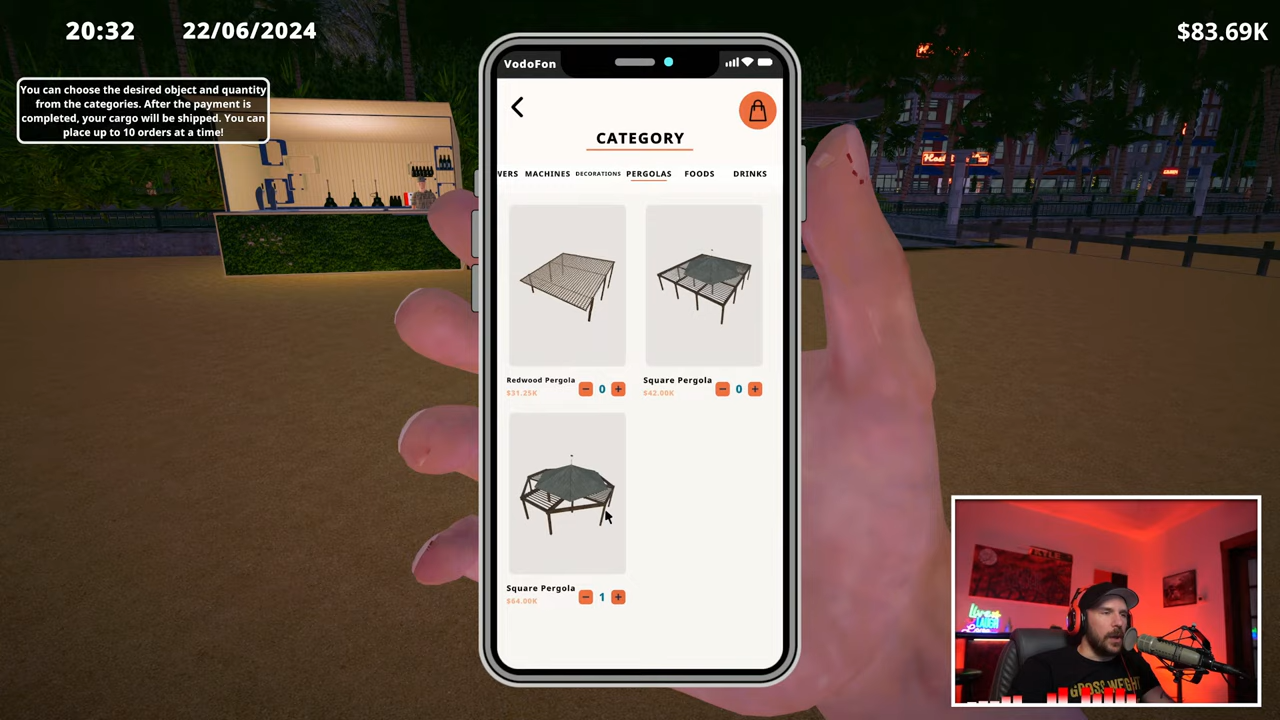 20:32
22/06/2024
$83.69K
You can choose the desired object and quantity
from the categories. After the payment is
completed, your cargo will be shipped. You can
place up to 10 orders at a time!
VodoFon
CATEGORY
WERS MACHINES DECORATIONS PERGOLAS FOODS DRINKS
Redwood Pergola
$31.25K
− 0 +
Square Pergola
$42.00K
− 0 +
Square Pergola
$64.00K
− 1 +
GROSS WEIGHT